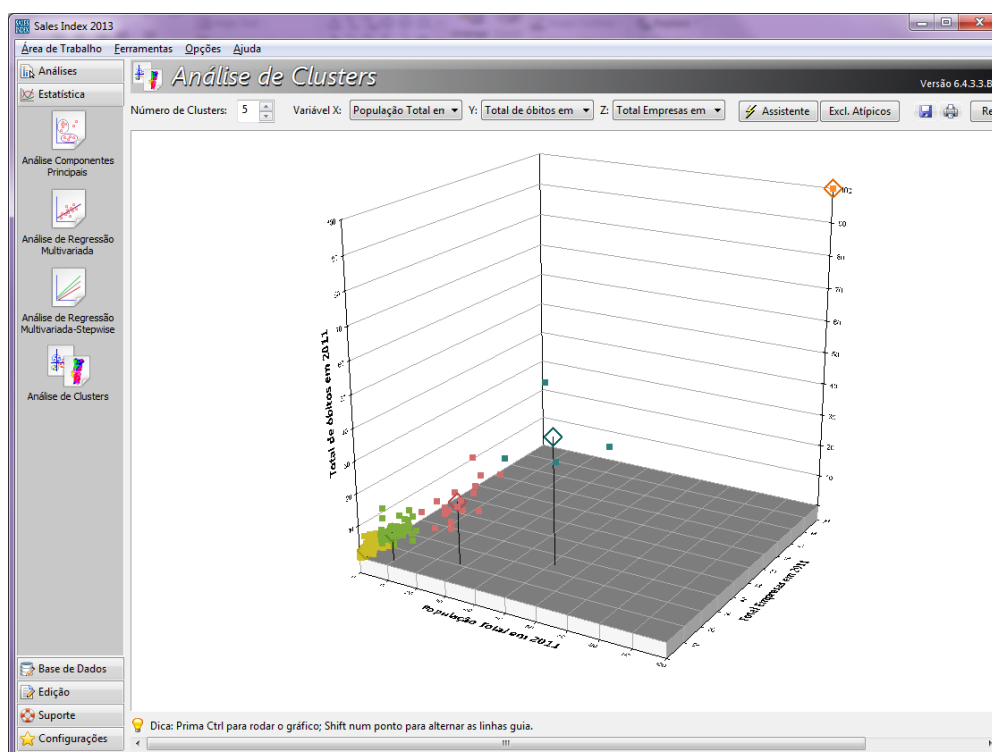 Sales Index 2013
Área de Trabalho Ferramentas Opções Ajuda
Análises
Estatística
Análise Componentes
Principais
Análise de Regressão
Multivariada
Análise de Regressão
Multivariada-Stepwise
Análise de Clusters
Base de Dados
Edição
Suporte
Configurações
Análise de Clusters
Versão 6.4.3.3.B
Número de Clusters: 5 Variável X: População Total en Y: Total de óbitos em Z: Total Empresas em Assistente Excl. Atípicos Re
Total de óbitos em 2011
População Total em 2011
Total Empresas em 2011
Dica: Prima Ctrl para rodar o gráfico; Shift num ponto para alternar as linhas guia.